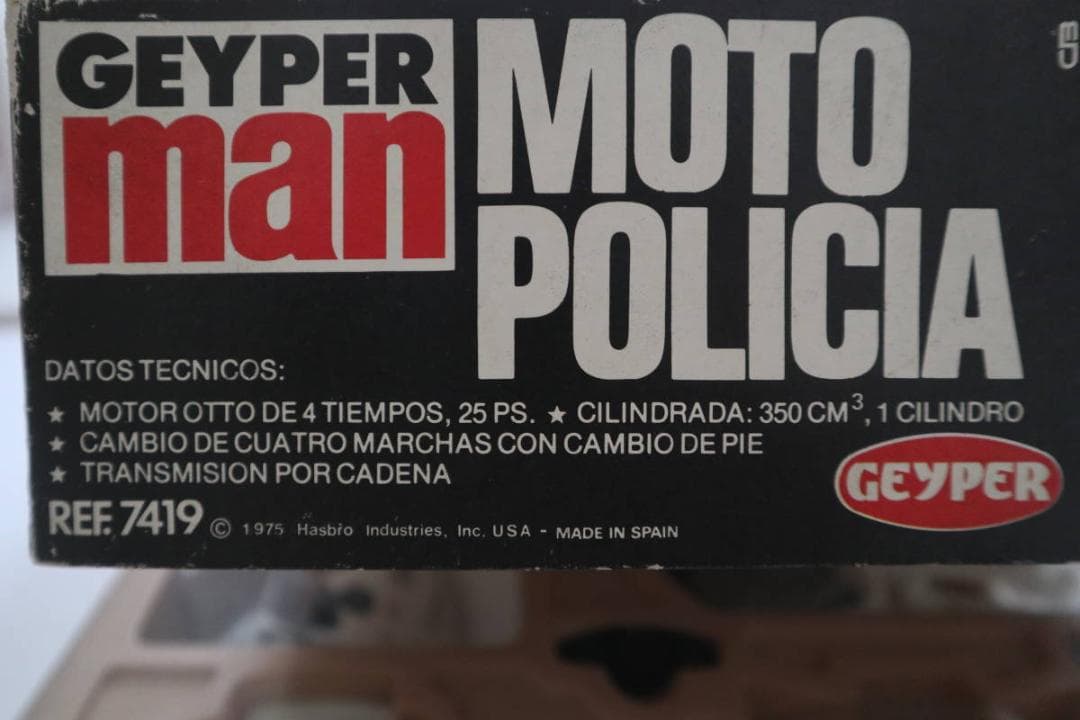 GEYPER
man
MOTO
POLICIA
DATOS TECNICOS:
★ MOTOR OTTO DE 4 TIEMPOS, 25 PS. ★ CILINDRADA: 350 CM³, 1 CILINDRO
★ CAMBIO DE CUATRO MARCHAS CON CAMBIO DE PIE
★ TRANSMISION POR CADENA
GEYPER
REF. 7419 © 1975 Hasbro Industries, Inc. USA - MADE IN SPAIN